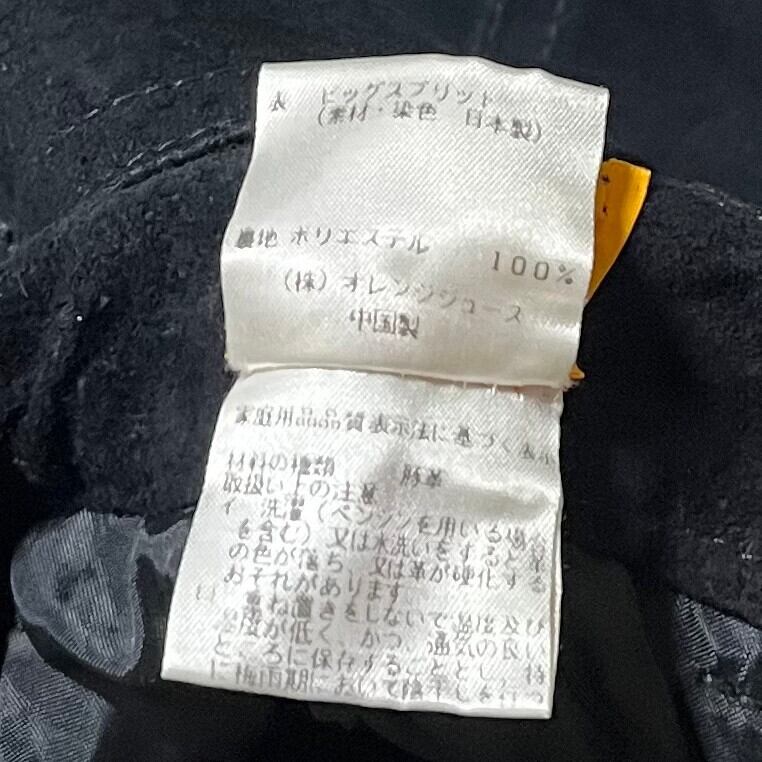 表 ピッグスプリット
(素材・染色 日本製)
裏地 ポリエステル 100%
(株)オレンジジュース
中国製
家庭用品品質表示法に基づく表示
材料の種類 豚革
取扱い上の注意
イ 洗濯(ベンジンを用いる場合
を含む)又は水洗いをすると革
の色が落ち、又は革が硬化する
おそれがあります
ロ 重ね置きをしないで温度及び
湿度が低く、かつ、通気の良い
ところに保存することとし、特
に梅雨期において陰干しを行つ